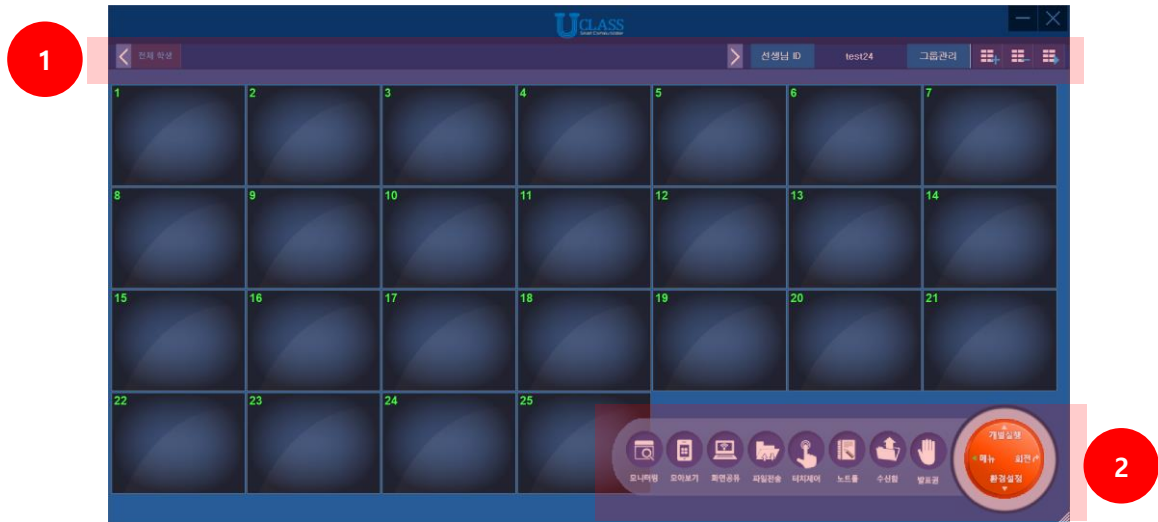 UCLASS
Smart Communication
1
전체 학생
선생님 ID
test24
그룹관리
1 2 3 4 5 6 7
8 9 10 11 12 13 14
15 16 17 18 19 20 21
22 23 24 25
모니터링 모아보기 화면공유 파일전송 터치제어 노트툴 수신함 발표권
개별실행
메뉴 회전
환경설정
2